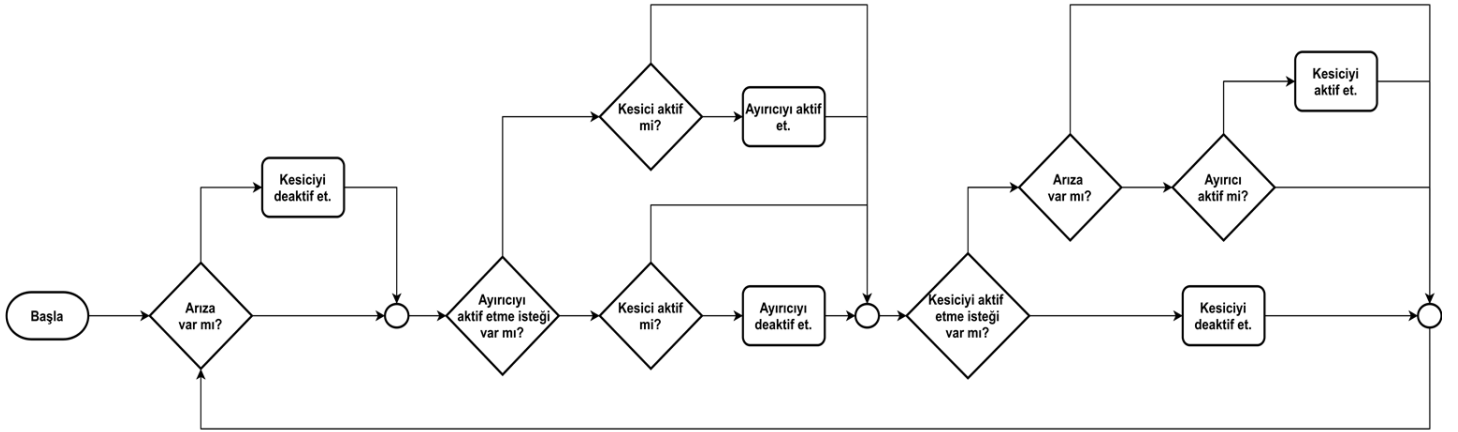 Başla
Arıza
var mı?
Kesiciyi
deaktif et.
Ayırıcıyı
aktif etme isteği
var mı?
Kesici aktif
mi?
Ayırıcıyı aktif
et.
Kesici aktif
mi?
Ayırıcıyı
deaktif et.
Kesiciyi aktif
etme isteği
var mı?
Arıza
var mı?
Ayırıcı
aktif mi?
Kesiciyi
aktif et.
Kesiciyi
deaktif et.